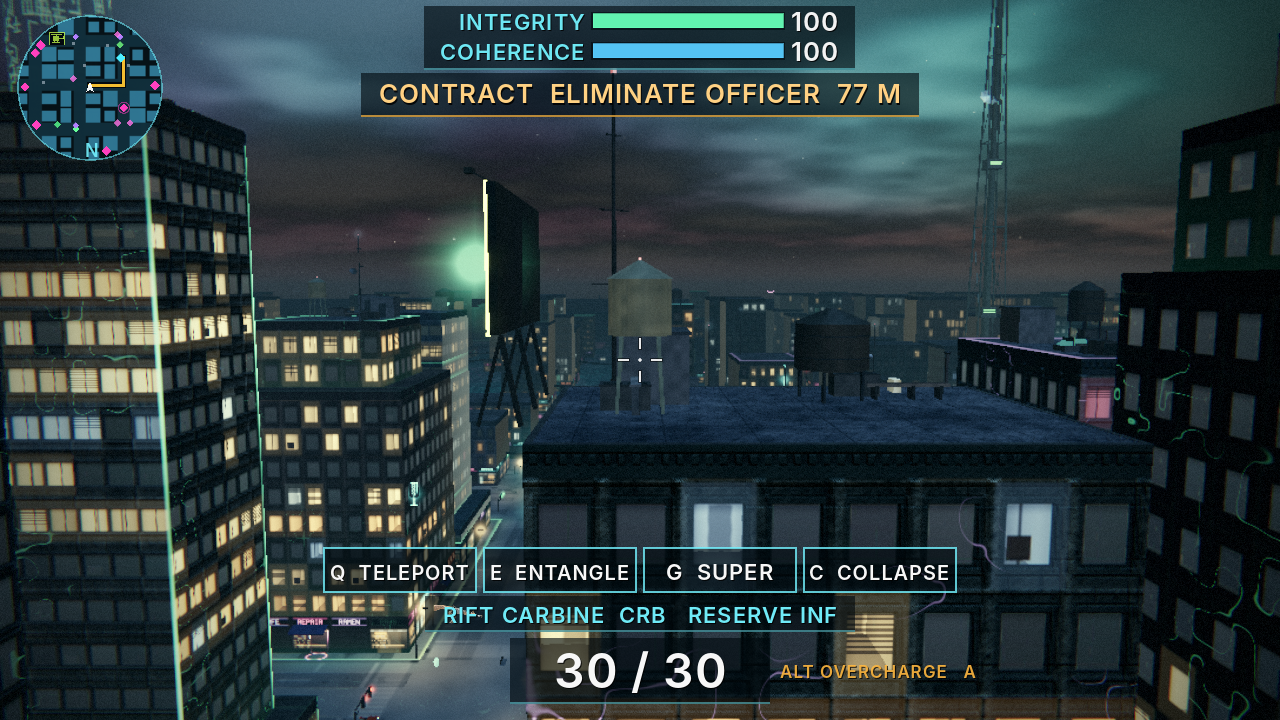 INTEGRITY 100
COHERENCE 100
CONTRACT ELIMINATE OFFICER 77 M
N
Q TELEPORT
E ENTANGLE
G SUPER
C COLLAPSE
RIFT CARBINE CRB RESERVE INF
REPAIR RAMEN
30 / 30
ALT OVERCHARGE A